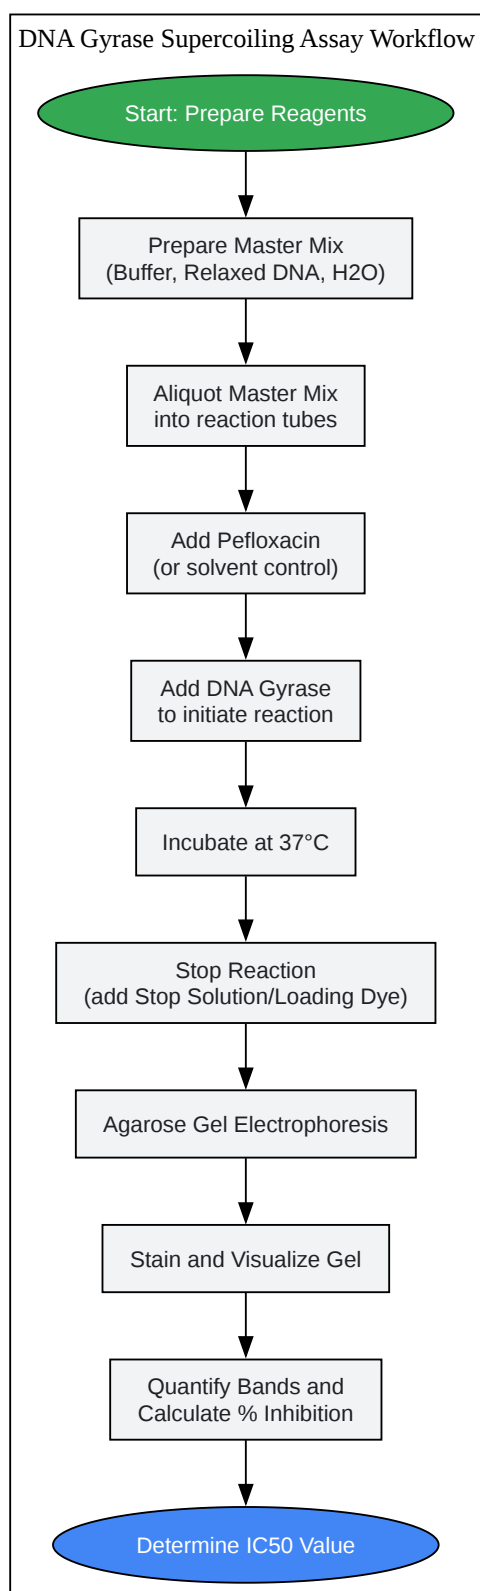 DNA Gyrase Supercoiling Assay Workflow
Start: Prepare Reagents
Prepare Master Mix
(Buffer, Relaxed DNA, H2O)
Aliquot Master Mix
into reaction tubes
Add Pefloxacin
(or solvent control)
Add DNA Gyrase
to initiate reaction
Incubate at 37°C
Stop Reaction
(add Stop Solution/Loading Dye)
Agarose Gel Electrophoresis
Stain and Visualize Gel
Quantify Bands and
Calculate % Inhibition
Determine IC50 Value